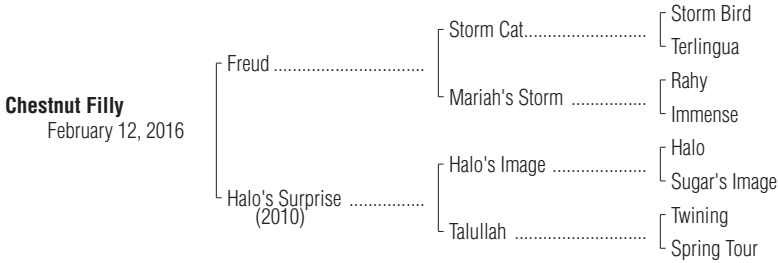 Storm Bird
Storm Cat..............................
Terlingua
Freud .....................................
Rahy
Mariah's Storm ...................
Immense
Chestnut Filly
February 12, 2016
Halo
Halo's Image .......................
Sugar's Image
Halo's Surprise ..................
(2010)
Twining
Talullah ................................
Spring Tour